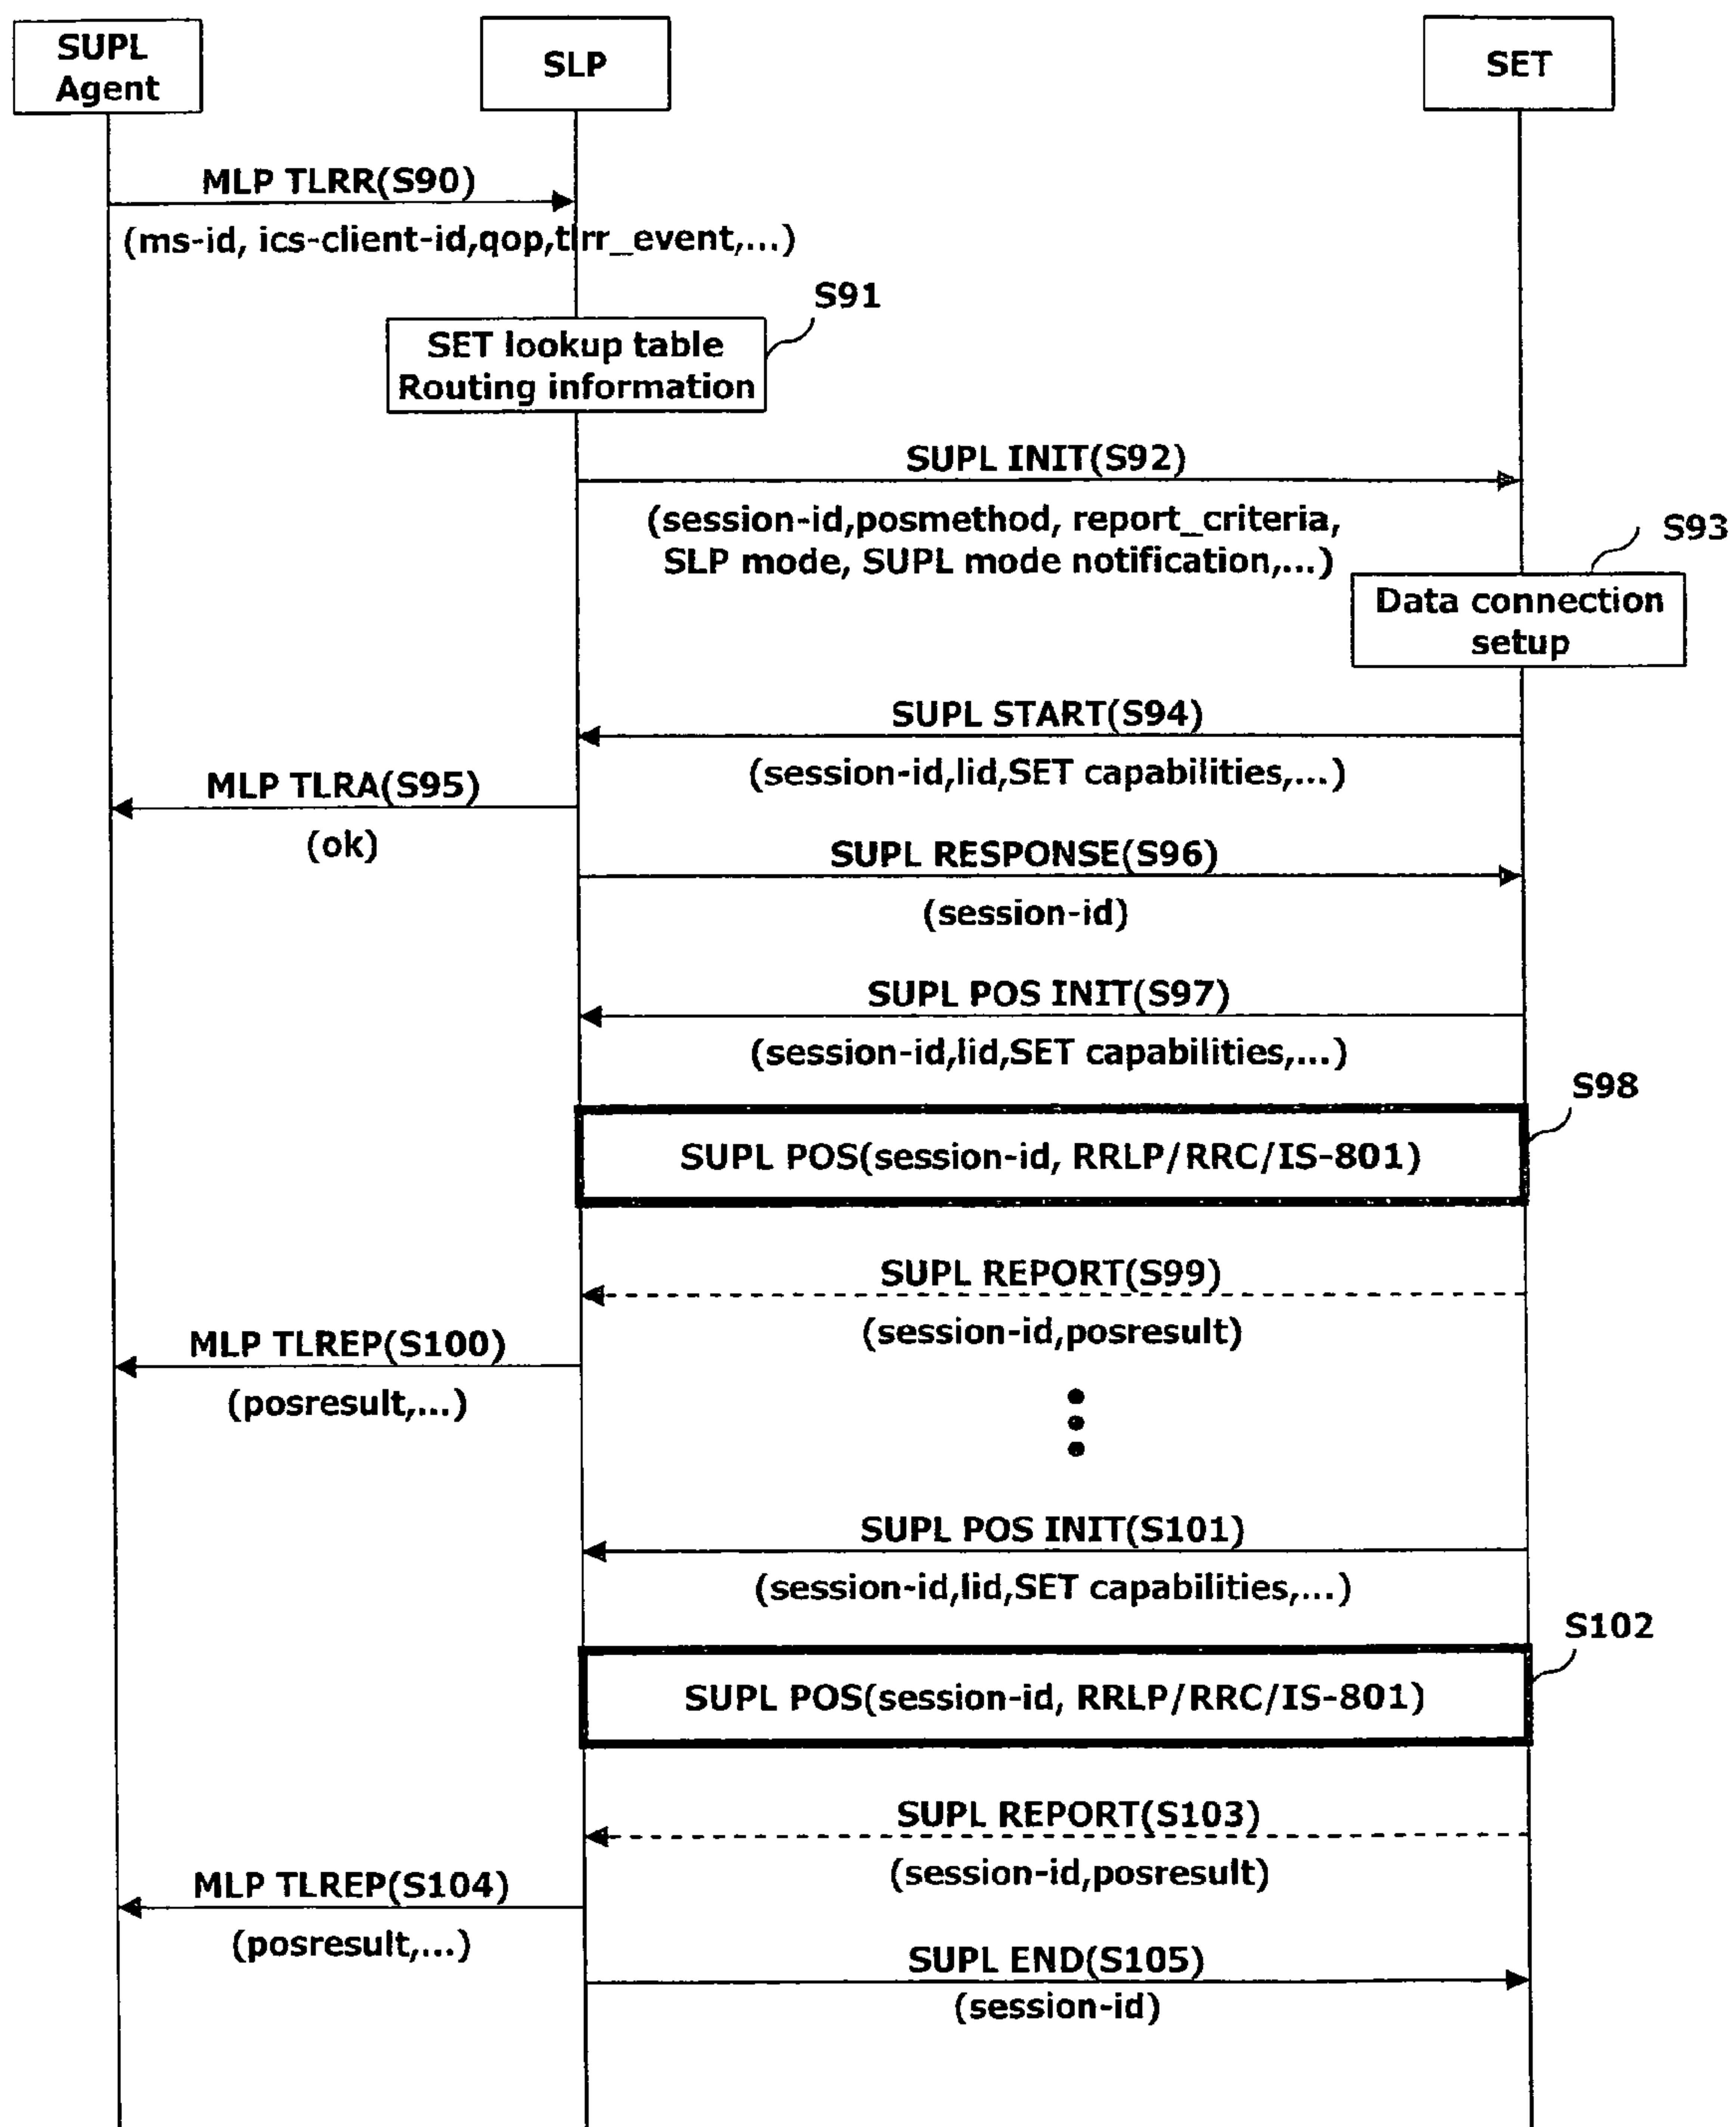 SUPL
Agent
SLP
SET
MLP TLRR(S90)
(ms-id, ics-client-id,qop,tlrr_event,...)
S91
SET lookup table
Routing information
SUPL INIT(S92)
(session-id,posmethod, report_criteria,
SLP mode, SUPL mode notification,...)
S93
Data connection
setup
SUPL START(S94)
(session-id,lid,SET capabilities,...)
MLP TLRA(S95)
(ok)
SUPL RESPONSE(S96)
(session-id)
SUPL POS INIT(S97)
(session-id,lid,SET capabilities,...)
S98
SUPL POS(session-id, RRLP/RRC/IS-801)
SUPL REPORT(S99)
(session-id,posresult)
MLP TLREP(S100)
(posresult,...)
SUPL POS INIT(S101)
(session-id,lid,SET capabilities,...)
S102
SUPL POS(session-id, RRLP/RRC/IS-801)
SUPL REPORT(S103)
(session-id,posresult)
MLP TLREP(S104)
(posresult,...)
SUPL END(S105)
(session-id)